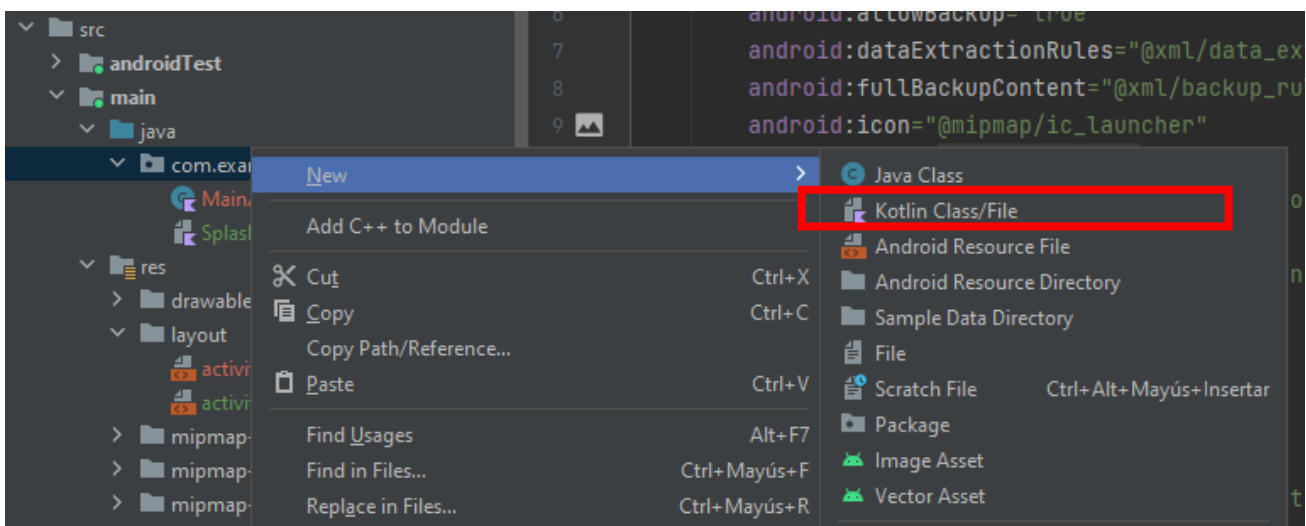 src
androidTest
main
java
com.exa
Main
Splas
res
drawable
layout
activi
activi
mipmap-
mipmap-
mipmap-
6 android:allowBackup="true"
7 android:dataExtractionRules="@xml/data_ex
8 android:fullBackupContent="@xml/backup_ru
9 android:icon="@mipmap/ic_launcher"
New
Add C++ to Module
Cut Ctrl+X
Copy Ctrl+C
Copy Path/Reference...
Paste Ctrl+V
Find Usages Alt+F7
Find in Files... Ctrl+Mayús+F
Replace in Files... Ctrl+Mayús+R
Java Class
Kotlin Class/File
Android Resource File
Android Resource Directory
Sample Data Directory
File
Scratch File Ctrl+Alt+Mayús+Insertar
Package
Image Asset
Vector Asset